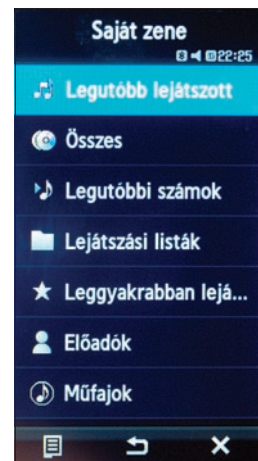 Saját zene
22:25
Legutóbb lejátszott
Összes
Legutóbbi számok
Lejátszási listák
Leggyakrabban lejá...
Előadók
Műfajok